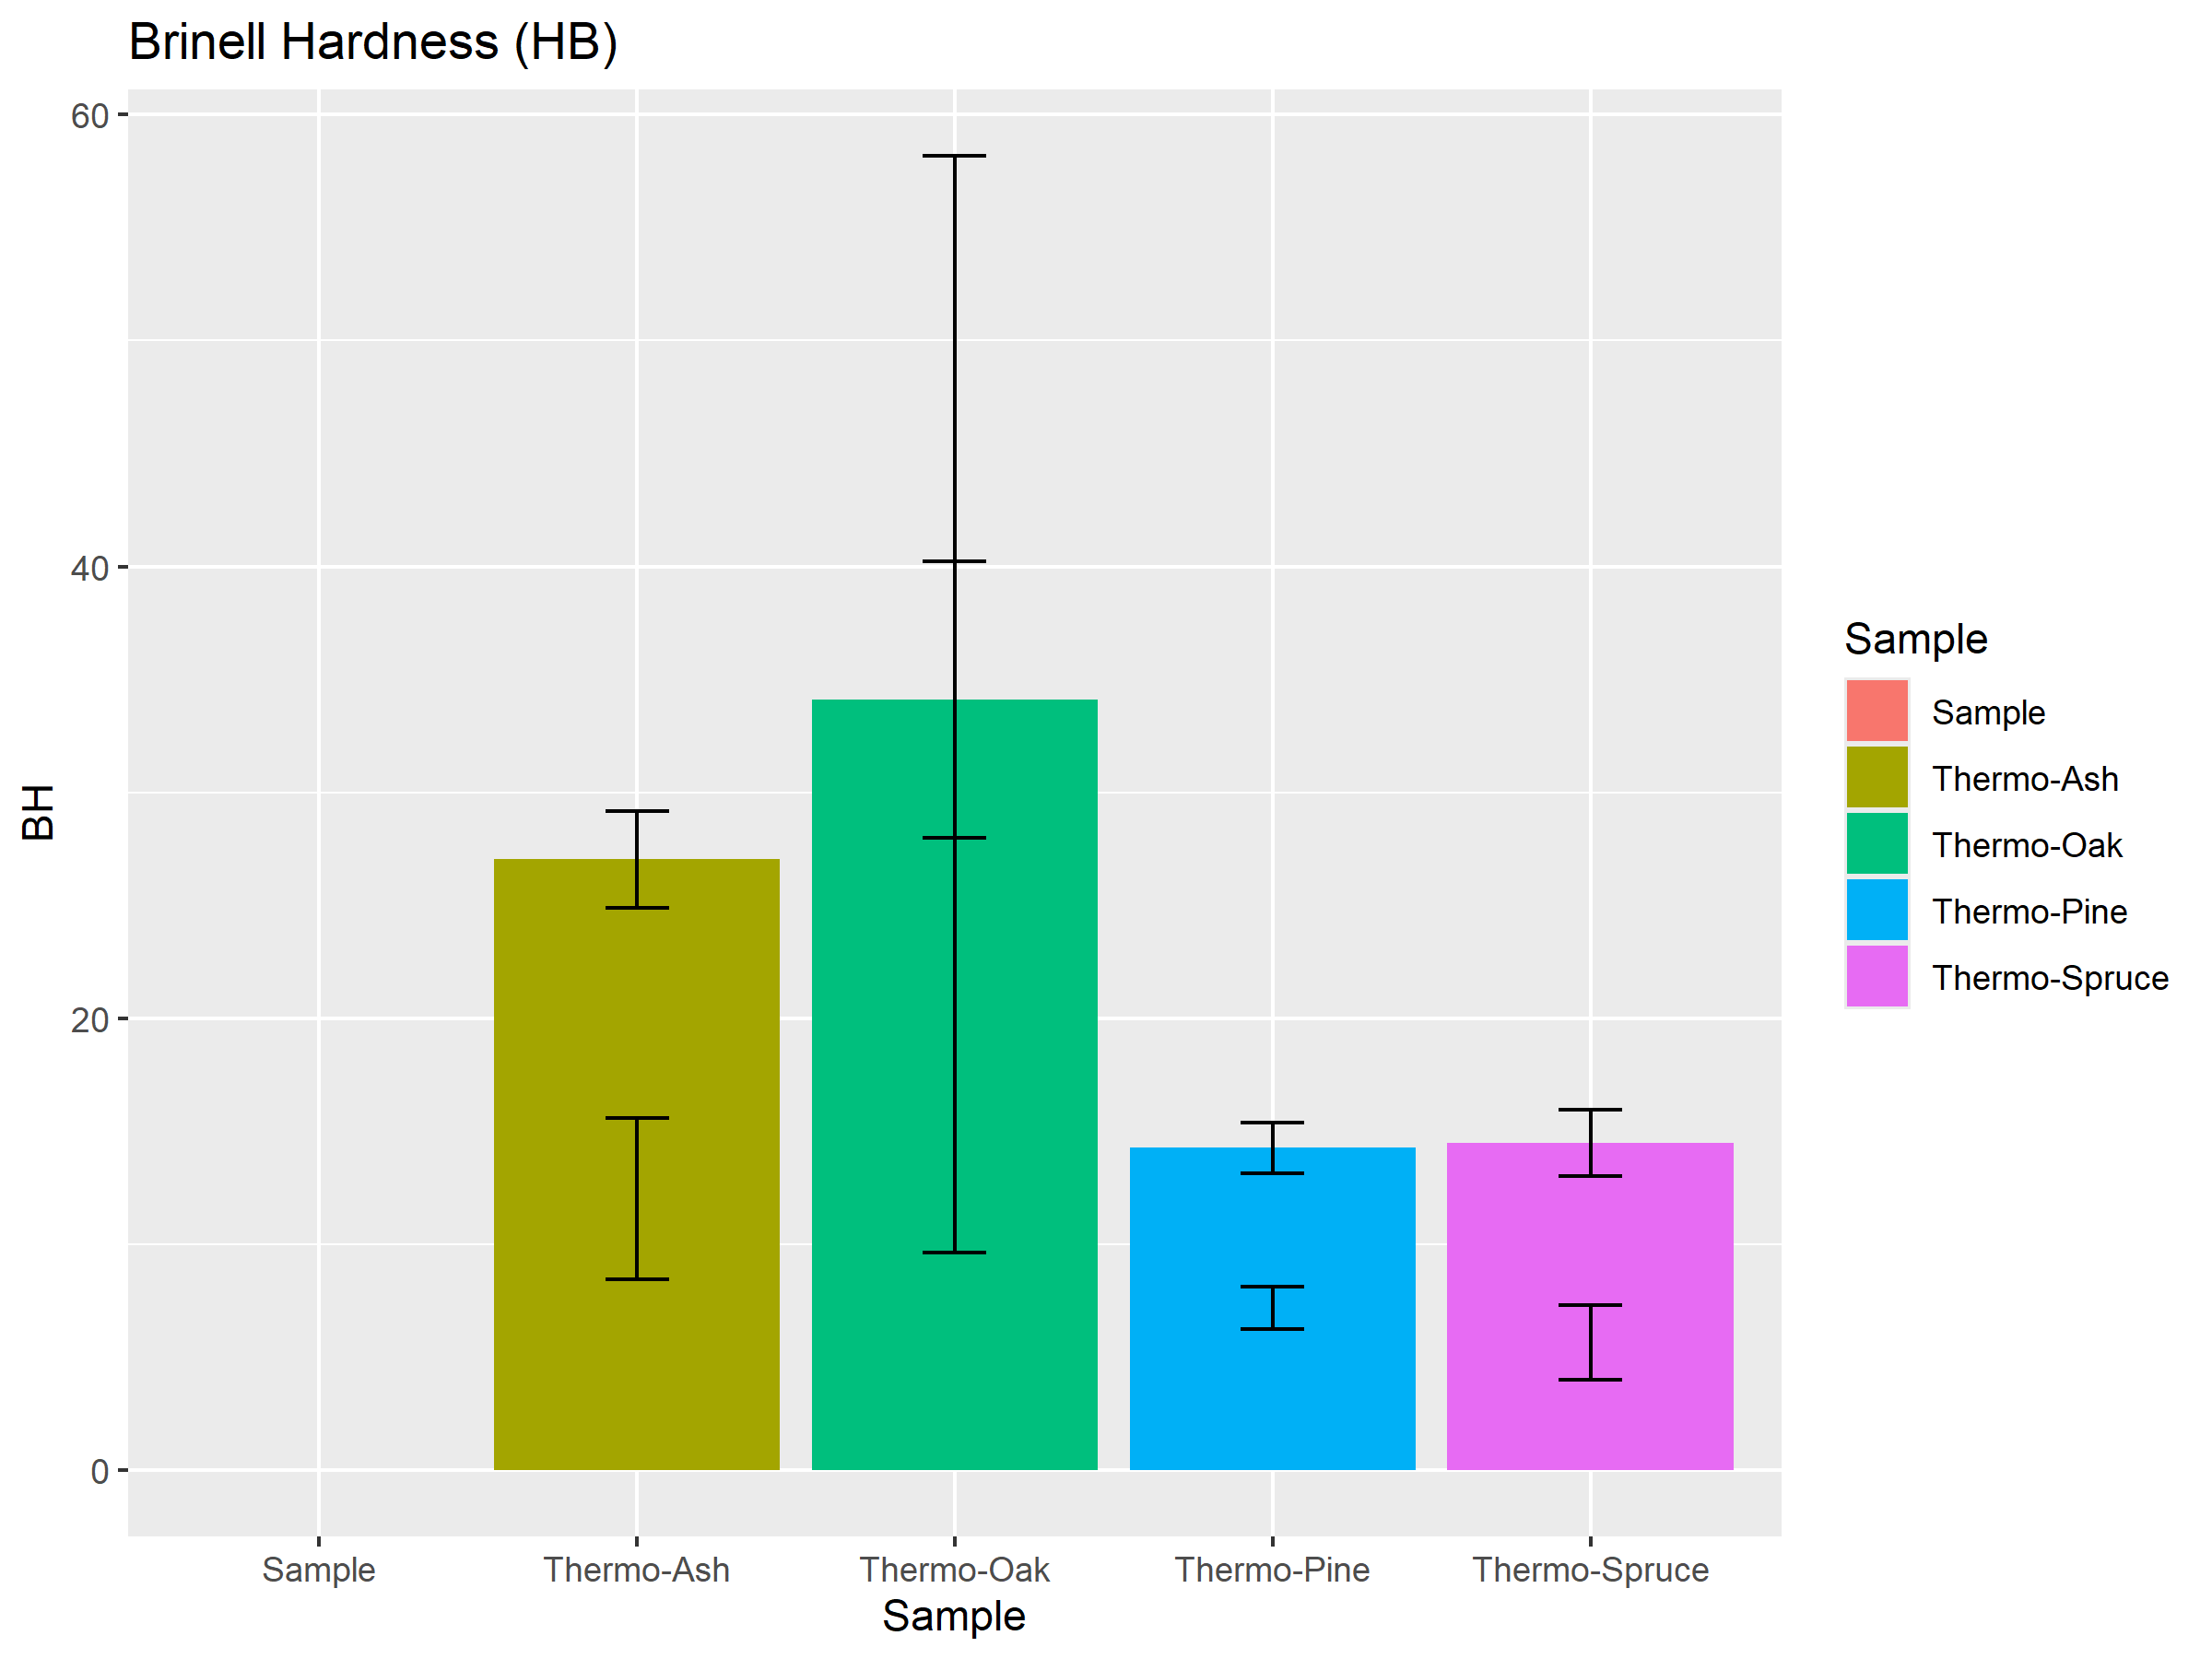 Brinell Hardness (HB)
60
40
20
0
BH
Sample
Thermo-Ash
Thermo-Oak
Thermo-Pine
Thermo-Spruce
Sample
Sample
Sample
Thermo-Ash
Thermo-Oak
Thermo-Pine
Thermo-Spruce